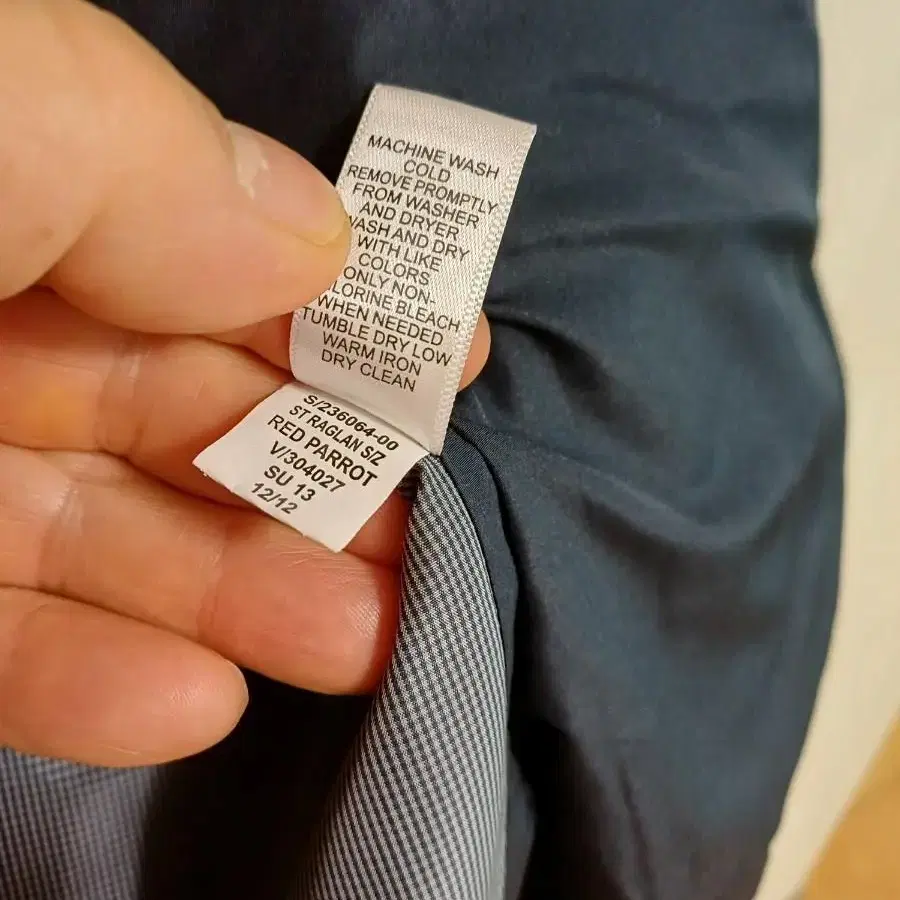 MACHINE WASH
COLD
REMOVE PROMPTLY
FROM WASHER
AND DRYER
WASH AND DRY
WITH LIKE
COLORS
ONLY NON-
LORINE BLEACH
WHEN NEEDED
TUMBLE DRY LOW
WARM IRON
DRY CLEAN
S/236064-00
ST RAGLAN S/Z
RED PARROT
V/304027
SU 13
12/12